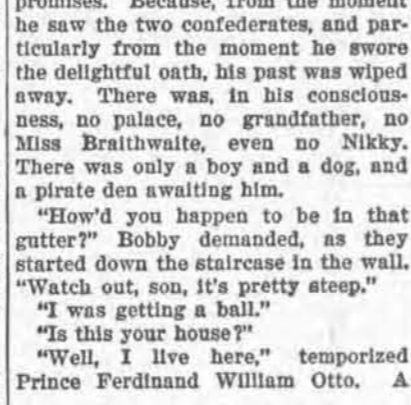 promises. Because, from the moment
he saw the two confederates, and par-
ticularly from the moment he swore
the delightful oath, his past was wiped
away. There was, in his conscious-
ness, no palace, no grandfather, no
Miss Braithwaite, even no Nikky.
There was only a boy and a dog, and
a pirate den awaiting him.
"How'd you happen to be in that
gutter?" Bobby demanded, as they
started down the staircase in the wall.
"Watch out, son, it's pretty steep."
"I was getting a ball."
"Is this your house?"
"Well, I live here," temporized
Prince Ferdinand William Otto. A